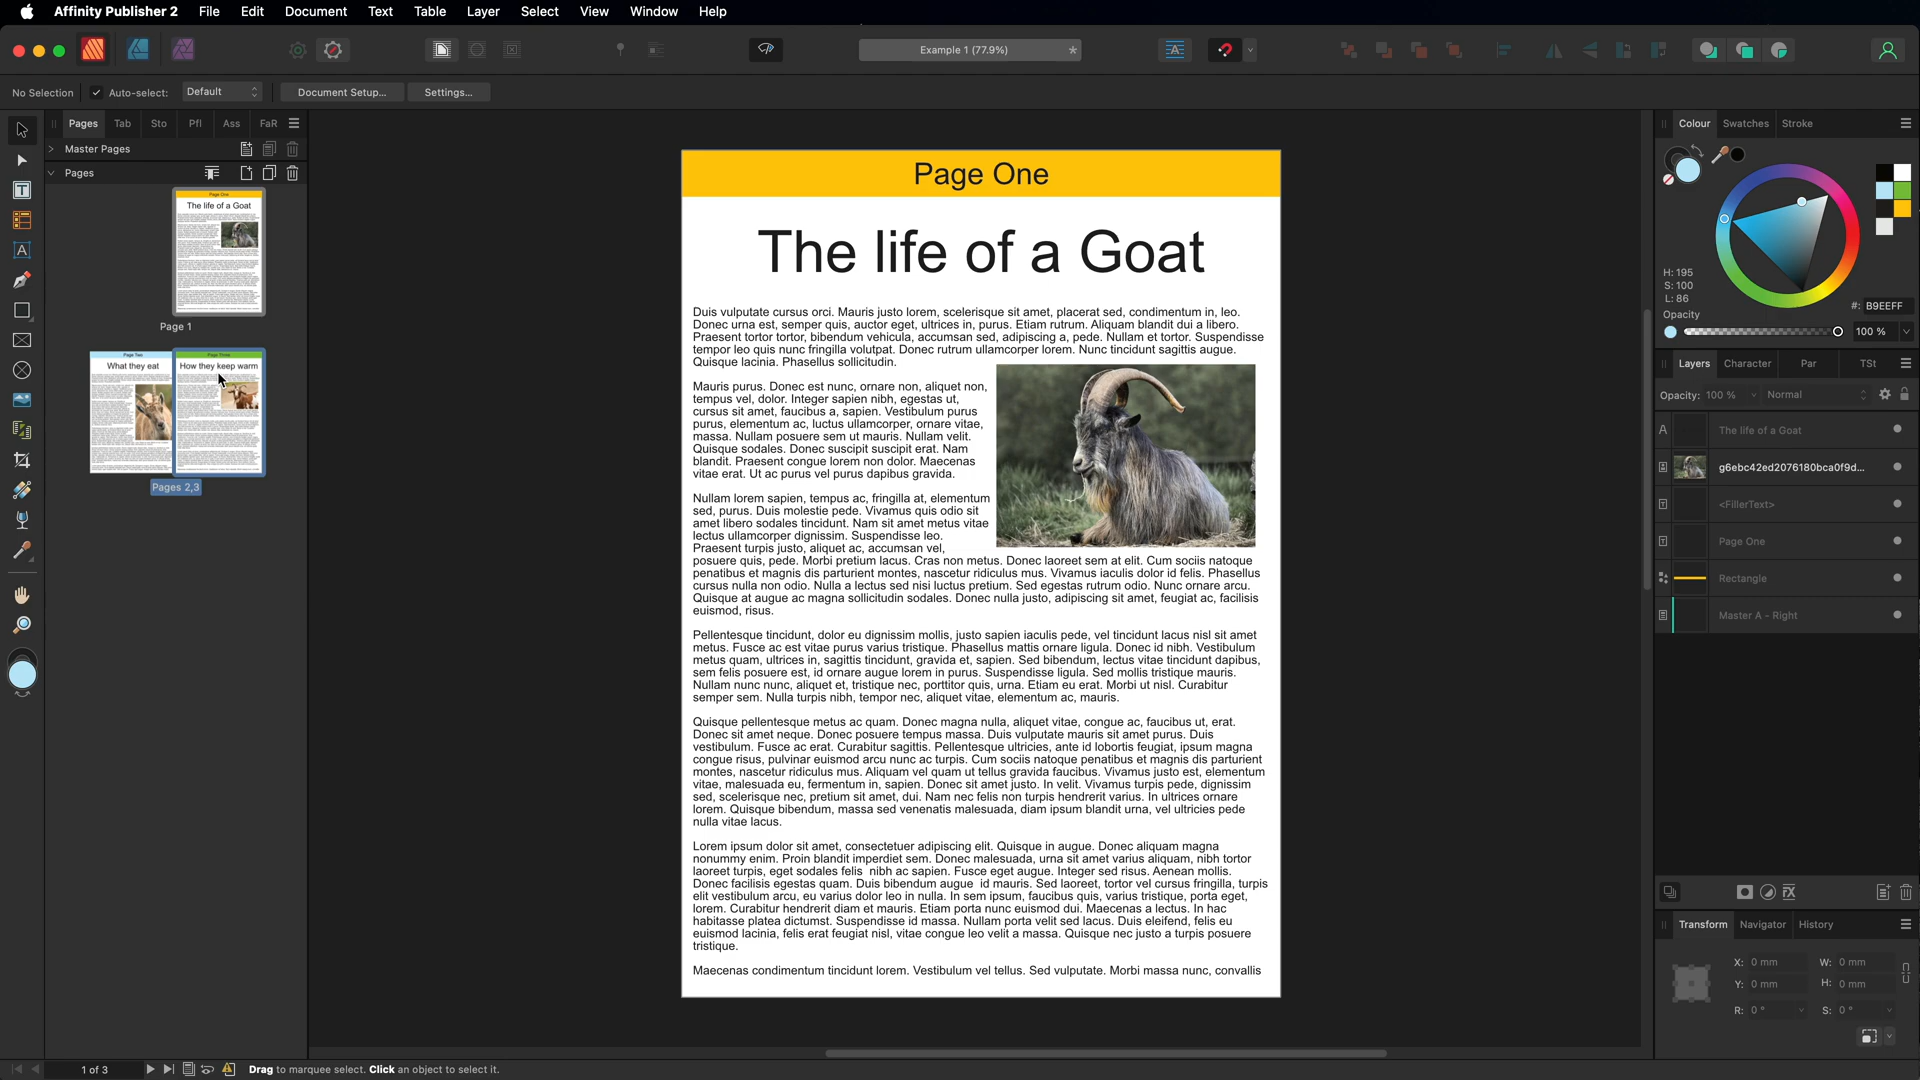 Affinity Publisher 2 File Edit Document Text Table Layer Select View Window Help
Example 1 (77.9%)
No Selection Auto-select: Default Document Setup... Settings...
Pages Tab Sto Pfl Ass FaR
Master Pages
Pages
Page One
The life of a Goat
Page 1
Page Two
What they eat
Page Three
How they keep warm
Pages 2,3
Page One
The life of a Goat
Duis vulputate cursus orci. Mauris justo lorem, scelerisque sit amet, placerat sed, condimentum in, leo.
Donec urna est, semper quis, auctor eget, ultrices in, purus. Etiam rutrum. Aliquam blandit dui a libero.
Praesent tortor tortor, bibendum vehicula, accumsan sed, adipiscing a, pede. Nullam et tortor. Suspendisse
tempor leo quis nunc fringilla volutpat. Donec rutrum ullamcorper lorem. Nunc tincidunt sagittis augue.
Quisque lacinia. Phasellus sollicitudin.
Mauris purus. Donec est nunc, ornare non, aliquet non,
tempus vel, dolor. Integer sapien nibh, egestas ut,
cursus sit amet, faucibus a, sapien. Vestibulum purus
purus, elementum ac, luctus ullamcorper, ornare vitae,
massa. Nullam posuere sem ut mauris. Nullam velit.
Quisque sodales. Donec suscipit suscipit erat. Nam
blandit. Praesent congue lorem non dolor. Maecenas
vitae erat. Ut ac purus vel purus dapibus gravida.
Nullam lorem sapien, tempus ac, fringilla at, elementum
sed, purus. Duis molestie pede. Vivamus quis odio sit
amet libero sodales tincidunt. Nam sit amet metus vitae
lectus ullamcorper dignissim. Suspendisse leo.
Praesent turpis justo, aliquet ac, accumsan vel,
posuere quis, pede. Morbi pretium lacus. Cras non metus. Donec laoreet sem at elit. Cum sociis natoque
penatibus et magnis dis parturient montes, nascetur ridiculus mus. Vivamus iaculis dolor id felis. Phasellus
cursus nulla non odio. Nulla a lectus sed nisi luctus pretium. Sed egestas rutrum odio. Nunc ornare arcu.
Quisque at augue ac magna sollicitudin sodales. Donec nulla justo, adipiscing sit amet, feugiat ac, facilisis
euismod, risus.
Pellentesque tincidunt, dolor eu dignissim mollis, justo sapien iaculis pede, vel tincidunt lacus nisl sit amet
metus. Fusce ac est vitae purus varius tristique. Phasellus mattis ornare ligula. Donec id nibh. Vestibulum
metus quam, ultrices in, sagittis tincidunt, gravida et, sapien. Sed bibendum, lectus vitae tincidunt dapibus,
sem felis posuere est, id ornare augue lorem in purus. Suspendisse ligula. Sed mollis tristique mauris.
Nullam nunc nunc, aliquet et, tristique nec, porttitor quis, urna. Etiam eu erat. Morbi ut nisl. Curabitur
semper sem. Nulla turpis nibh, tempor nec, aliquet vitae, elementum ac, mauris.
Quisque pellentesque metus ac quam. Donec magna nulla, aliquet vitae, congue ac, faucibus ut, erat.
Donec sit amet neque. Donec posuere tempus massa. Duis vulputate mauris sit amet purus. Duis
vestibulum. Fusce ac erat. Curabitur sagittis. Pellentesque ultricies, ante id lobortis feugiat, ipsum magna
congue risus, pulvinar euismod arcu nunc ac turpis. Cum sociis natoque penatibus et magnis dis parturient
montes, nascetur ridiculus mus. Aliquam vel quam ut tellus gravida faucibus. Vivamus justo est, elementum
vitae, malesuada eu, fermentum in, sapien. Donec sit amet justo. In velit. Vivamus turpis pede, dignissim
sed, scelerisque nec, pretium sit amet, dui. Nam nec felis non turpis hendrerit varius. In ultrices ornare
lorem. Quisque bibendum, massa sed venenatis malesuada, diam ipsum blandit urna, vel ultricies pede
nulla vitae lacus.
Lorem ipsum dolor sit amet, consectetuer adipiscing elit. Quisque in augue. Donec aliquam magna
nonummy enim. Proin blandit imperdiet sem. Donec malesuada, urna sit amet varius aliquam, nibh tortor
laoreet turpis, eget sodales felis nibh ac sapien. Fusce eget augue. Integer sed risus. Aenean mollis.
Donec facilisis egestas quam. Duis bibendum augue id mauris. Sed laoreet, tortor vel cursus fringilla, turpis
elit vestibulum arcu, eu varius dolor leo in nulla. In sem ipsum, faucibus quis, varius tristique, porta eget,
lorem. Curabitur hendrerit diam et mauris. Etiam porta nunc euismod dui. Maecenas a lectus. In hac
habitasse platea dictumst. Suspendisse id massa. Nullam porta velit sed lacus. Duis eleifend, felis eu
euismod lacinia, felis erat feugiat nisl, vitae congue leo velit a massa. Quisque nec justo a turpis posuere
tristique.
Maecenas condimentum tincidunt lorem. Vestibulum vel tellus. Sed vulputate. Morbi massa nunc, convallis
Colour Swatches Stroke
H: 195
S: 100
L: 86
#: B9EEFF
Opacity
100 %
Layers Character Par TSt
Opacity: 100 % Normal
The life of a Goat
g6ebc42ed2076180bca0f9d...
<FillerText>
Page One
Rectangle
Master A - Right
Transform Navigator History
X: 0 mm W: 0 mm
Y: 0 mm H: 0 mm
R: 0 ° S: 0 °
1 of 3 Drag to marquee select. Click an object to select it.